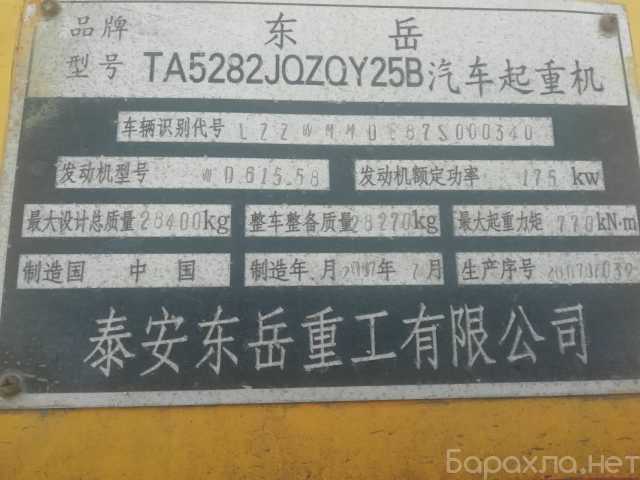 品牌 东岳
型号 TA5282JQZQY25B汽车起重机
车辆识别代号 LZZWMMD
发动机型号 WD615.58 发动机额定功率 175 kw
最大设计总质量 28400kg 整车整备质量 28270kg 最大起重力矩 770kN·m
制造国 中国 制造年月 2007年7月 生产序号
泰安东岳重工有限公司
Барахла.нет